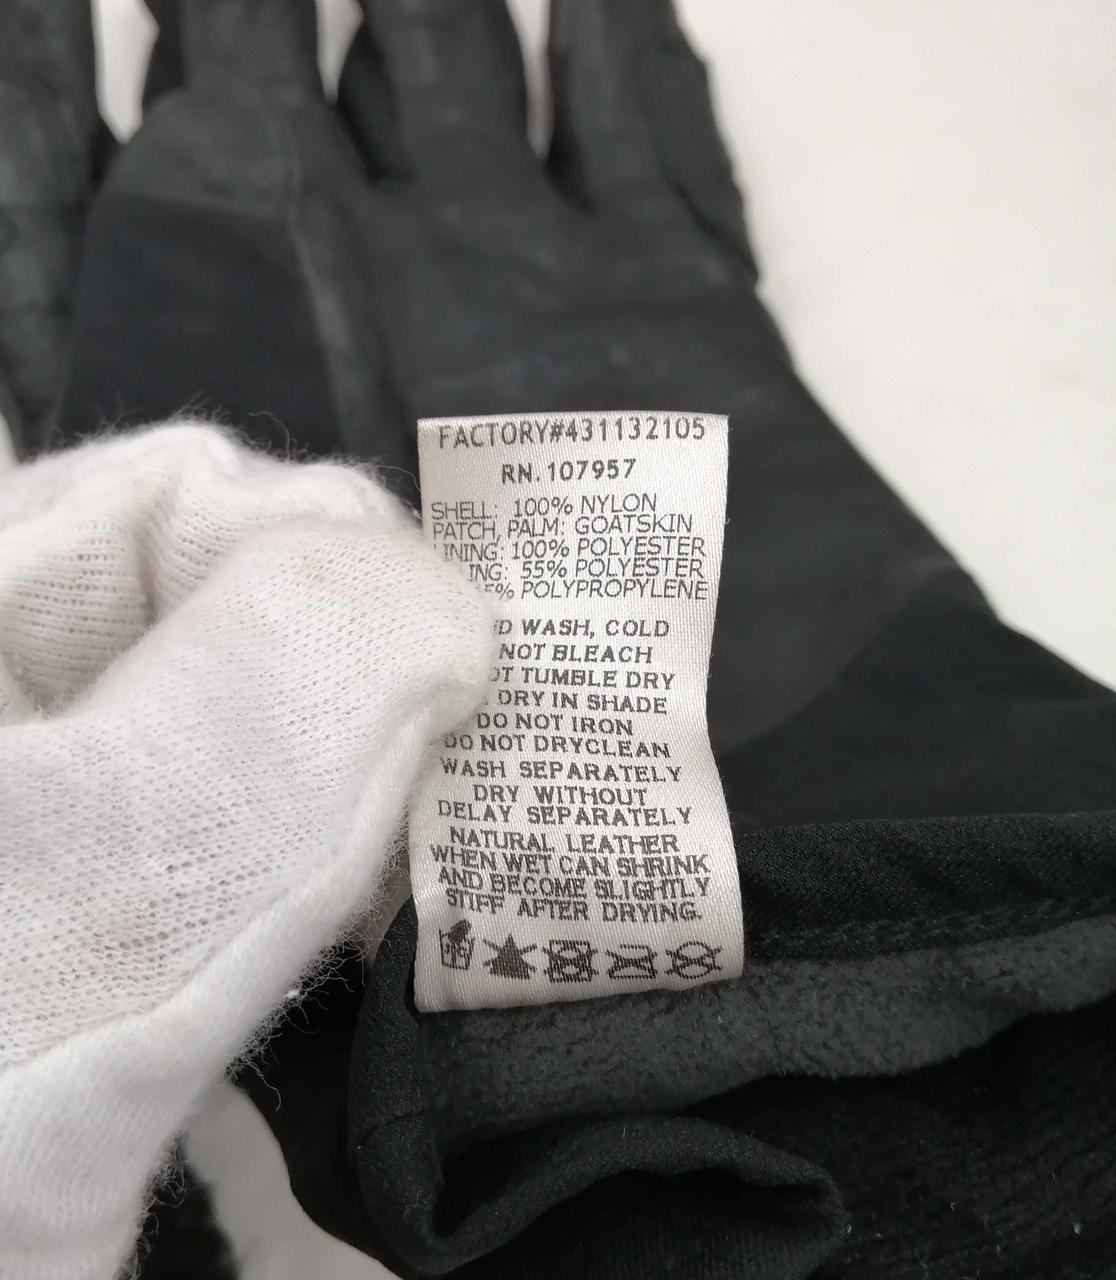 FACTORY#431132105
RN.107957
SHELL: 100% NYLON
PATCH, PALM: GOATSKIN
LINING: 100% POLYESTER
55% POLYESTER
POLYPROPYLENE
WASH, COLD
NOT BLEACH
TUMBLE DRY
DRY IN SHADE
DO NOT IRON
DO NOT DRYCLEAN
WASH SEPARATELY
DRY WITHOUT
DELAY SEPARATELY
NATURAL LEATHER
WHEN WET CAN SHRINK
AND BECOME SLIGHTLY
STIFF AFTER DRYING.